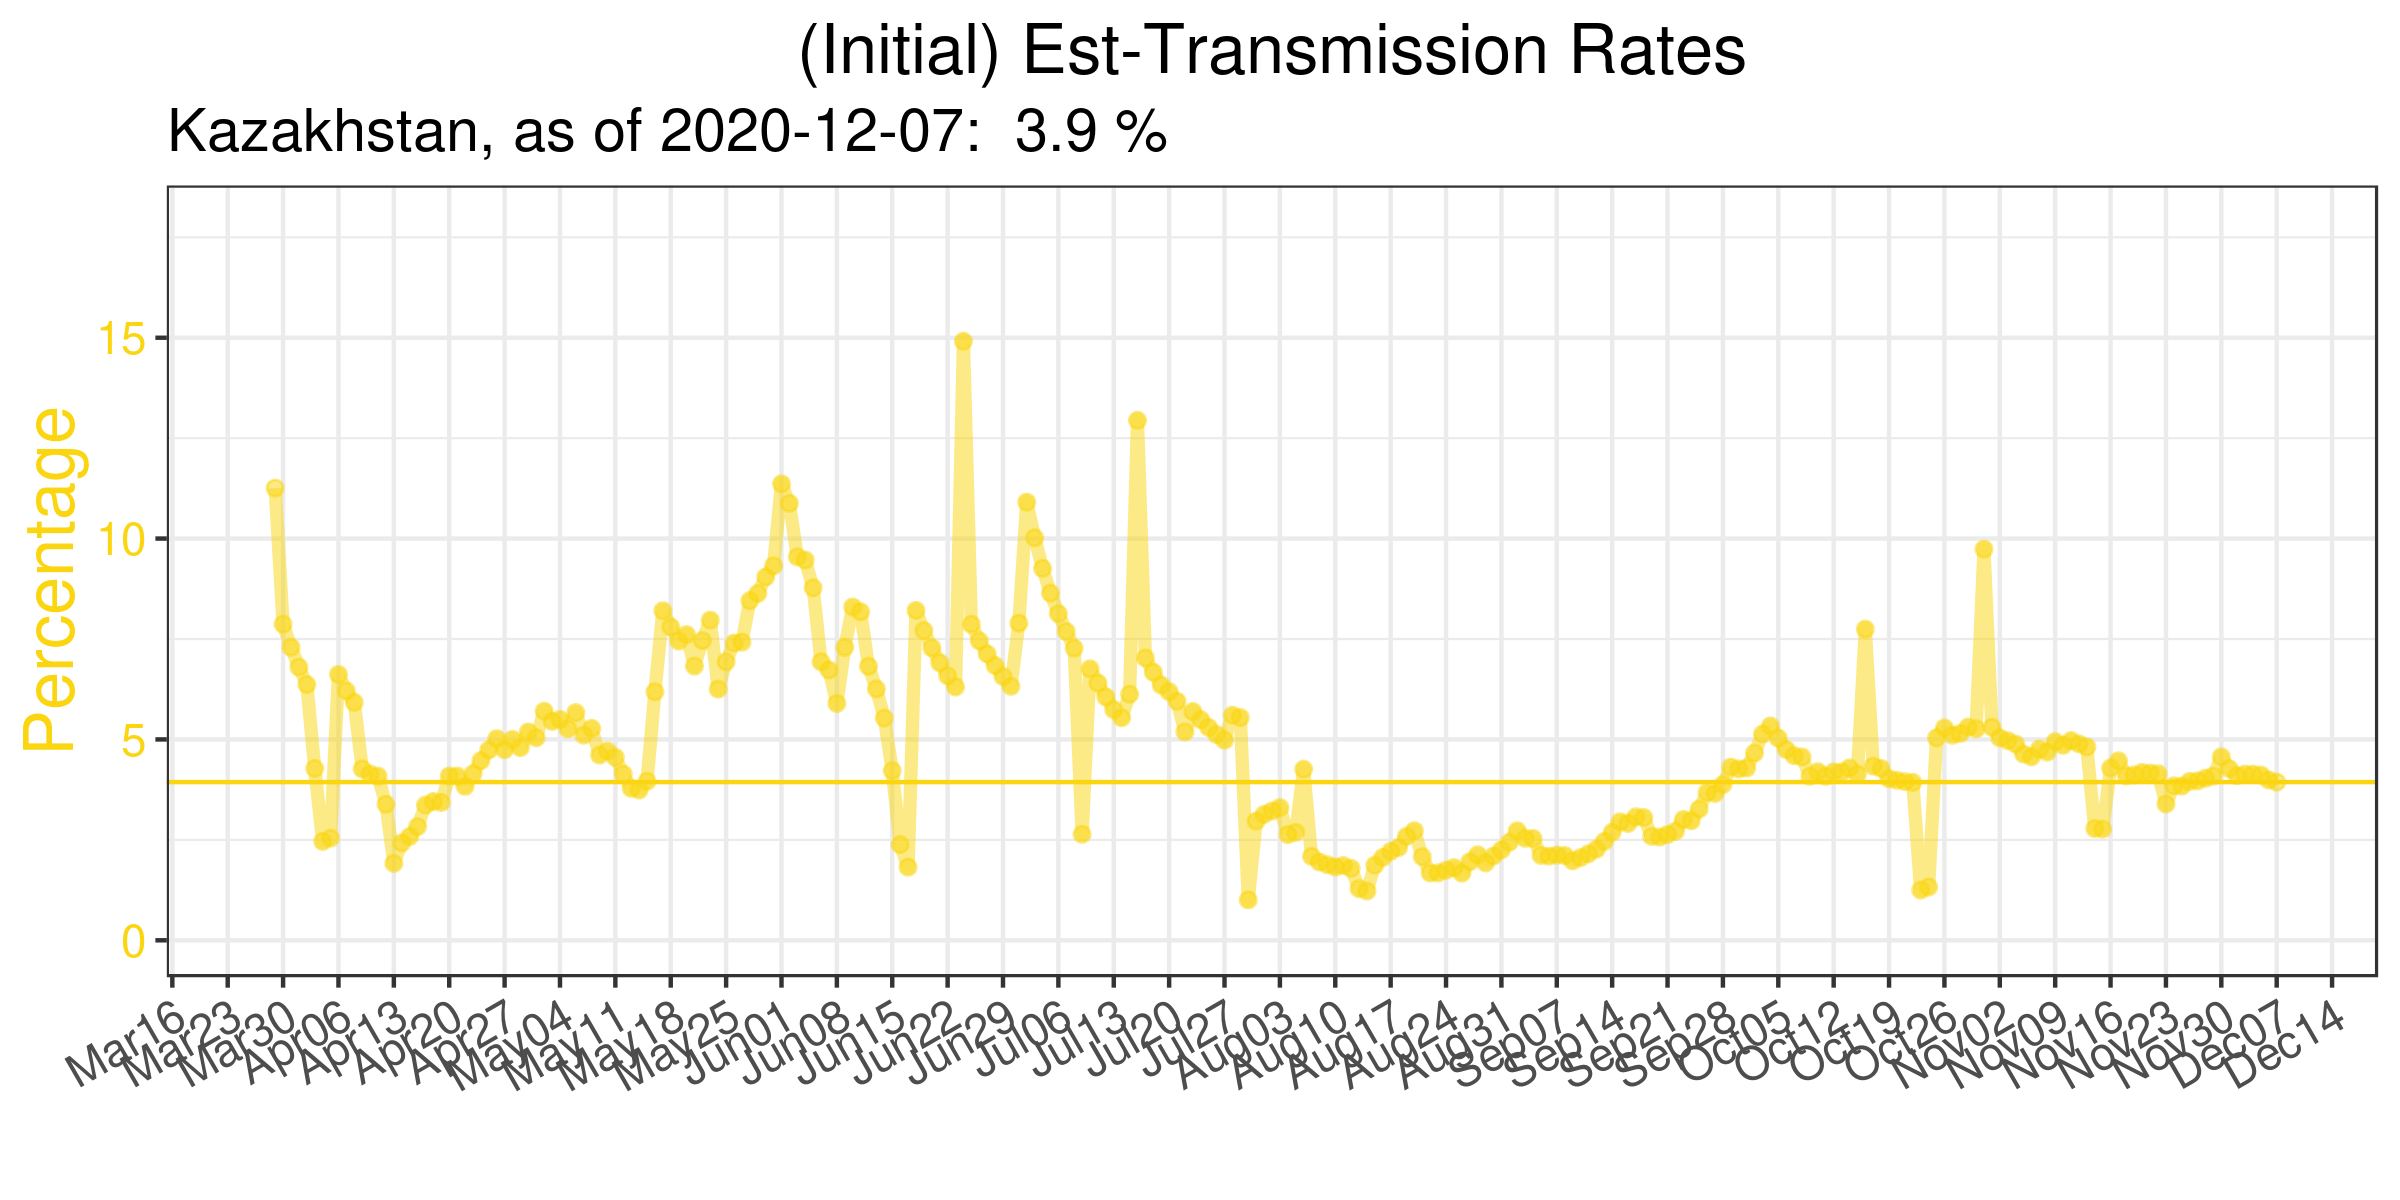 (Initial) Est-Transmission Rates
Kazakhstan, as of 2020-12-07:  3.9 %
Percentage
15
10
5
0
Mar16
Mar23
Mar30
Apr06
Apr13
Apr20
Apr27
May04
May11
May18
May25
Jun01
Jun08
Jun15
Jun22
Jun29
Jul06
Jul13
Jul20
Jul27
Aug03
Aug10
Aug17
Aug24
Aug31
Sep07
Sep14
Sep21
Sep28
Oct05
Oct12
Oct19
Oct26
Nov02
Nov09
Nov16
Nov23
Nov30
Dec07
Dec14